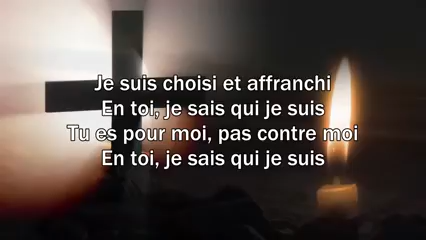 Je suis choisi et affranchi
En toi, je sais qui je suis
Tu es pour moi, pas contre moi
En toi, je sais qui je suis